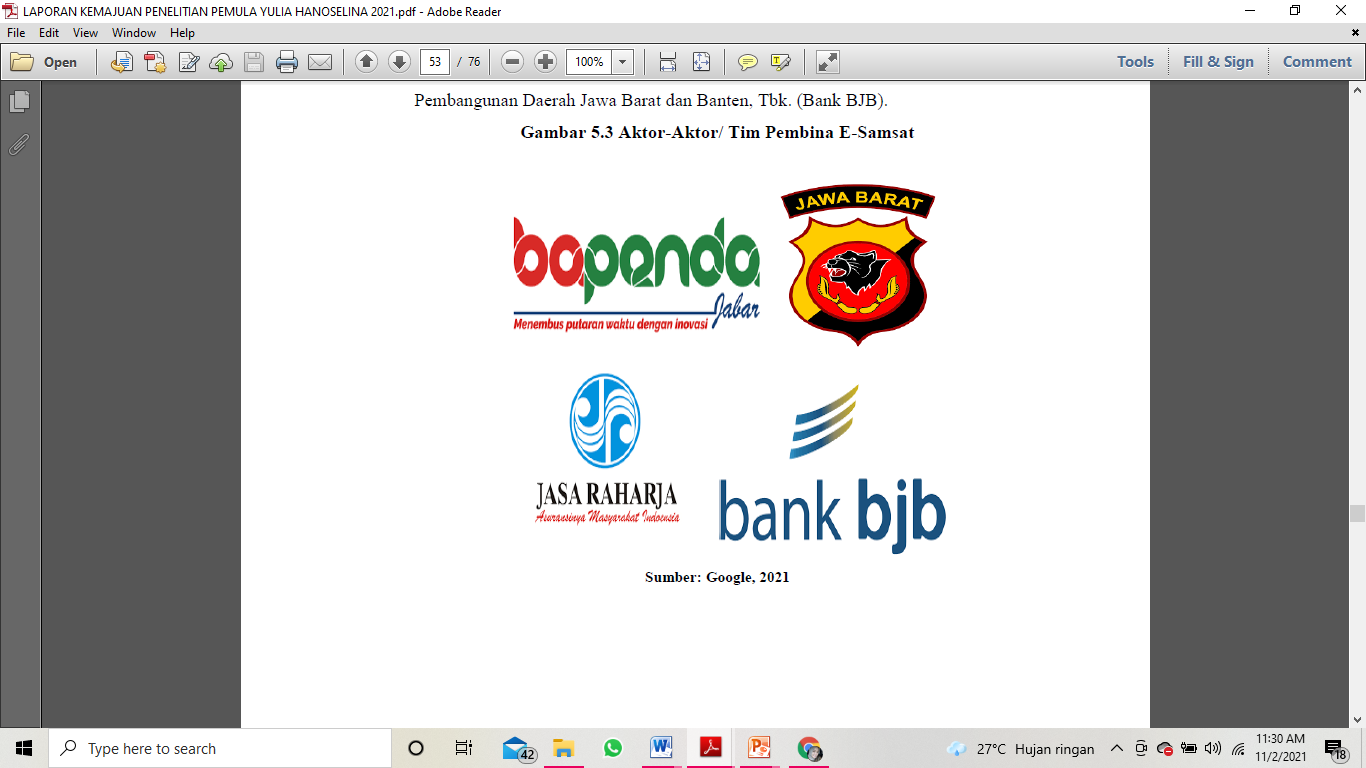 LAPORAN KEMAJUAN PENELITIAN PEMULA YULIA HANOSELINA 2021.pdf - Adobe Reader
File Edit View Window Help
Open 53 / 76 100% Tools Fill & Sign Comment
Pembangunan Daerah Jawa Barat dan Banten, Tbk. (Bank BJB).
Gambar 5.3 Aktor-Aktor/ Tim Pembina E-Samsat
JAWA BARAT
bapenda
Jabar
Menembus putaran waktu dengan inovasi
JASA RAHARJA
Asuransinya Masyarakat Indonesia
bank bjb
Sumber: Google, 2021
Type here to search 42 27°C Hujan ringan 11:30 AM
11/2/2021 18